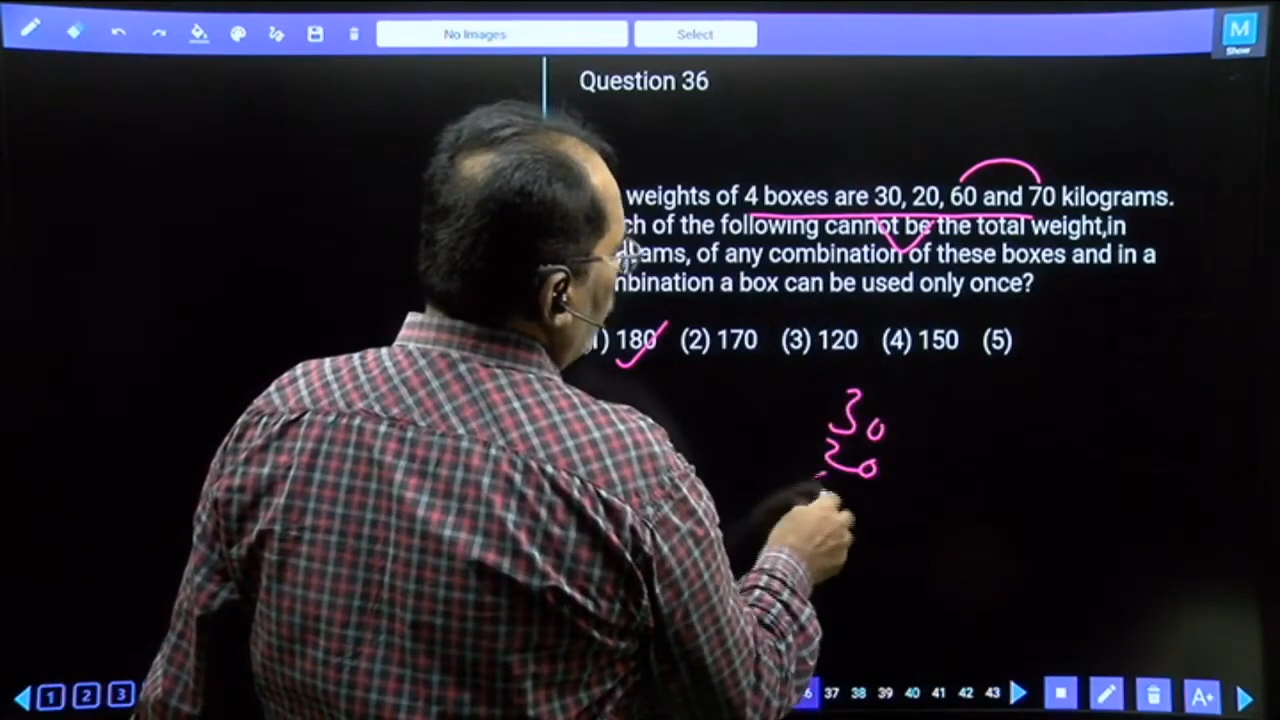 No Images Select M
Show
Question 36
weights of 4 boxes are 30, 20, 60 and 70 kilograms.
of the following cannot be the total weight,in
of any combination of these boxes and in a
a box can be used only once?
1) 180 (2) 170 (3) 120 (4) 150 (5)
30
20
1 2 3 37 38 39 40 41 42 43 A+